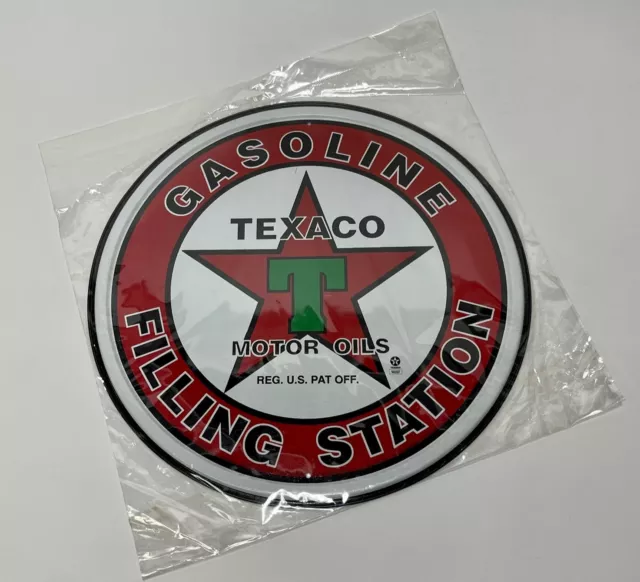 GASOLINE
TEXACO
T
MOTOR OILS
REG. U.S. PAT OFF.
FILLING STATION